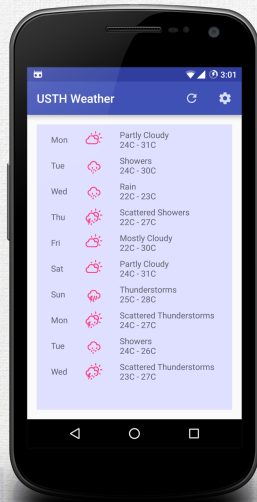 3:01
USTH Weather
Mon
Partly Cloudy
24C - 31C
Tue
Showers
24C - 30C
Wed
Rain
22C - 23C
Thu
Scattered Showers
22C - 27C
Fri
Mostly Cloudy
22C - 30C
Sat
Partly Cloudy
24C - 31C
Sun
Thunderstorms
25C - 28C
Mon
Scattered Thunderstorms
24C - 27C
Tue
Showers
24C - 26C
Wed
Scattered Thunderstorms
23C - 27C